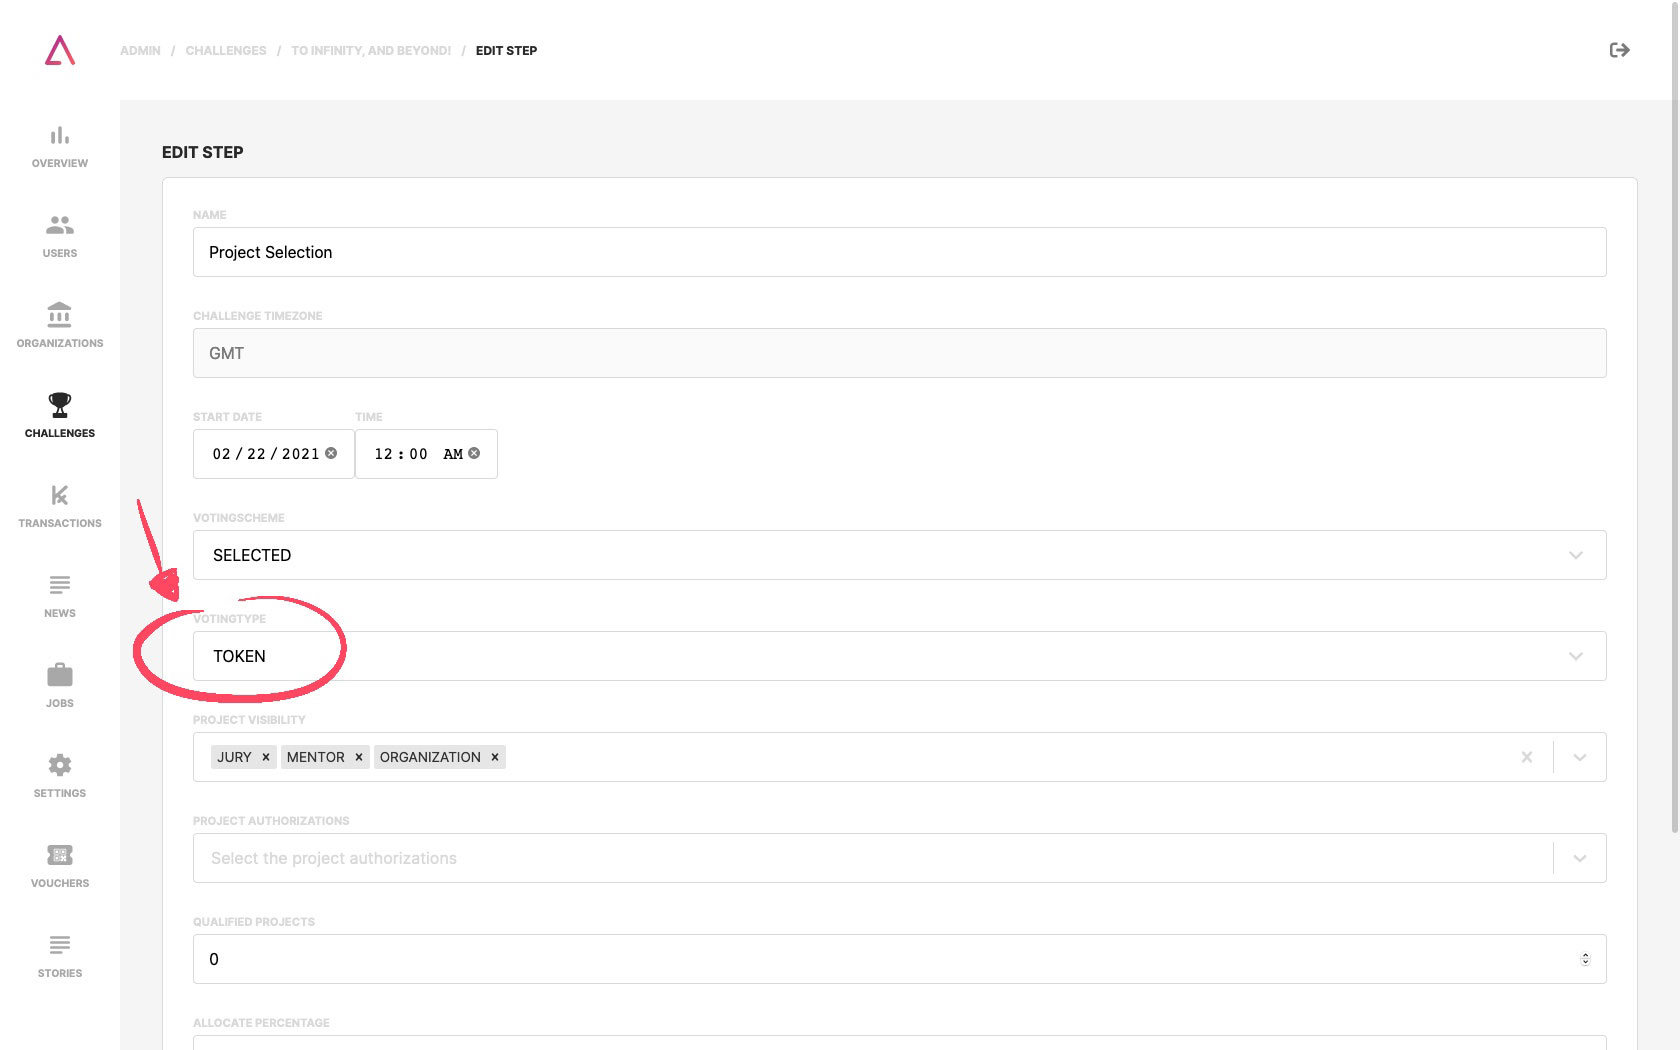 ADMIN / CHALLENGES / TO INFINITY, AND BEYOND! / EDIT STEP
OVERVIEW
USERS
ORGANIZATIONS
CHALLENGES
TRANSACTIONS
NEWS
JOBS
SETTINGS
VOUCHERS
STORIES
EDIT STEP
NAME
Project Selection
CHALLENGE TIMEZONE
GMT
START DATE TIME
02/22/2021 12:00 AM
VOTINGSCHEME
SELECTED
VOTINGTYPE
TOKEN
PROJECT VISIBILITY
JURY × MENTOR × ORGANIZATION ×
PROJECT AUTHORIZATIONS
Select the project authorizations
QUALIFIED PROJECTS
0
ALLOCATE PERCENTAGE